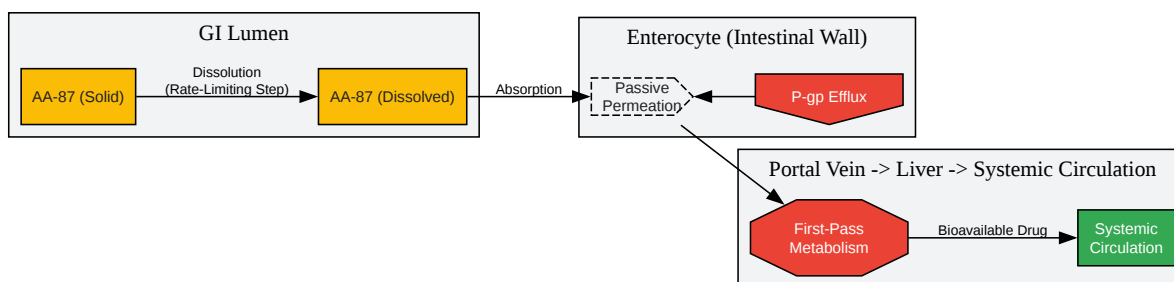 GI Lumen
AA-87 (Solid)
Dissolution
(Rate-Limiting Step)
AA-87 (Dissolved)
Absorption
Enterocyte (Intestinal Wall)
Passive
Permeation
P-gp Efflux
Portal Vein -> Liver -> Systemic Circulation
First-Pass
Metabolism
Bioavailable Drug
Systemic
Circulation